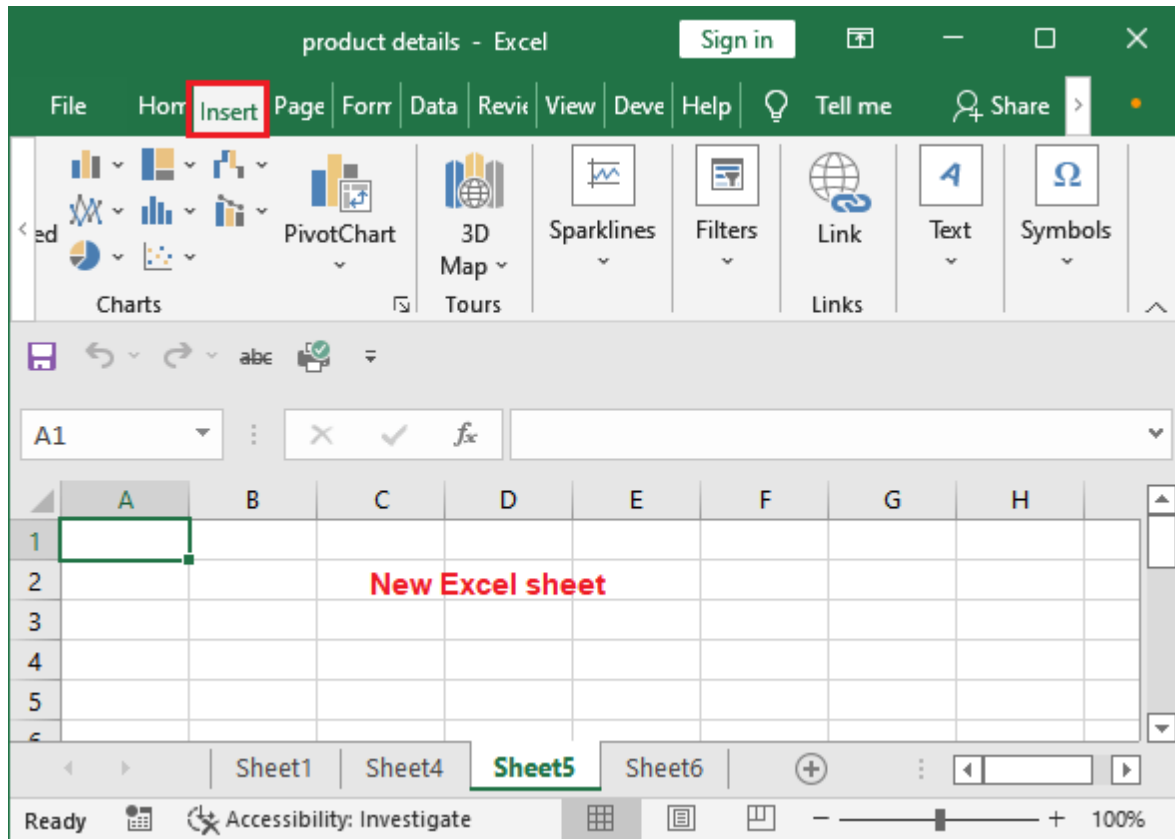 product details - Excel Sign in
File Hom Insert Page Form Data Revie View Deve Help Tell me Share
ed PivotChart 3D Map Sparklines Filters Link Text Symbols
Charts Tours Links
abc
A1 fx
A B C D E F G H
1
2 New Excel sheet
3
4
5
6
Sheet1 Sheet4 Sheet5 Sheet6
Ready Accessibility: Investigate 100%